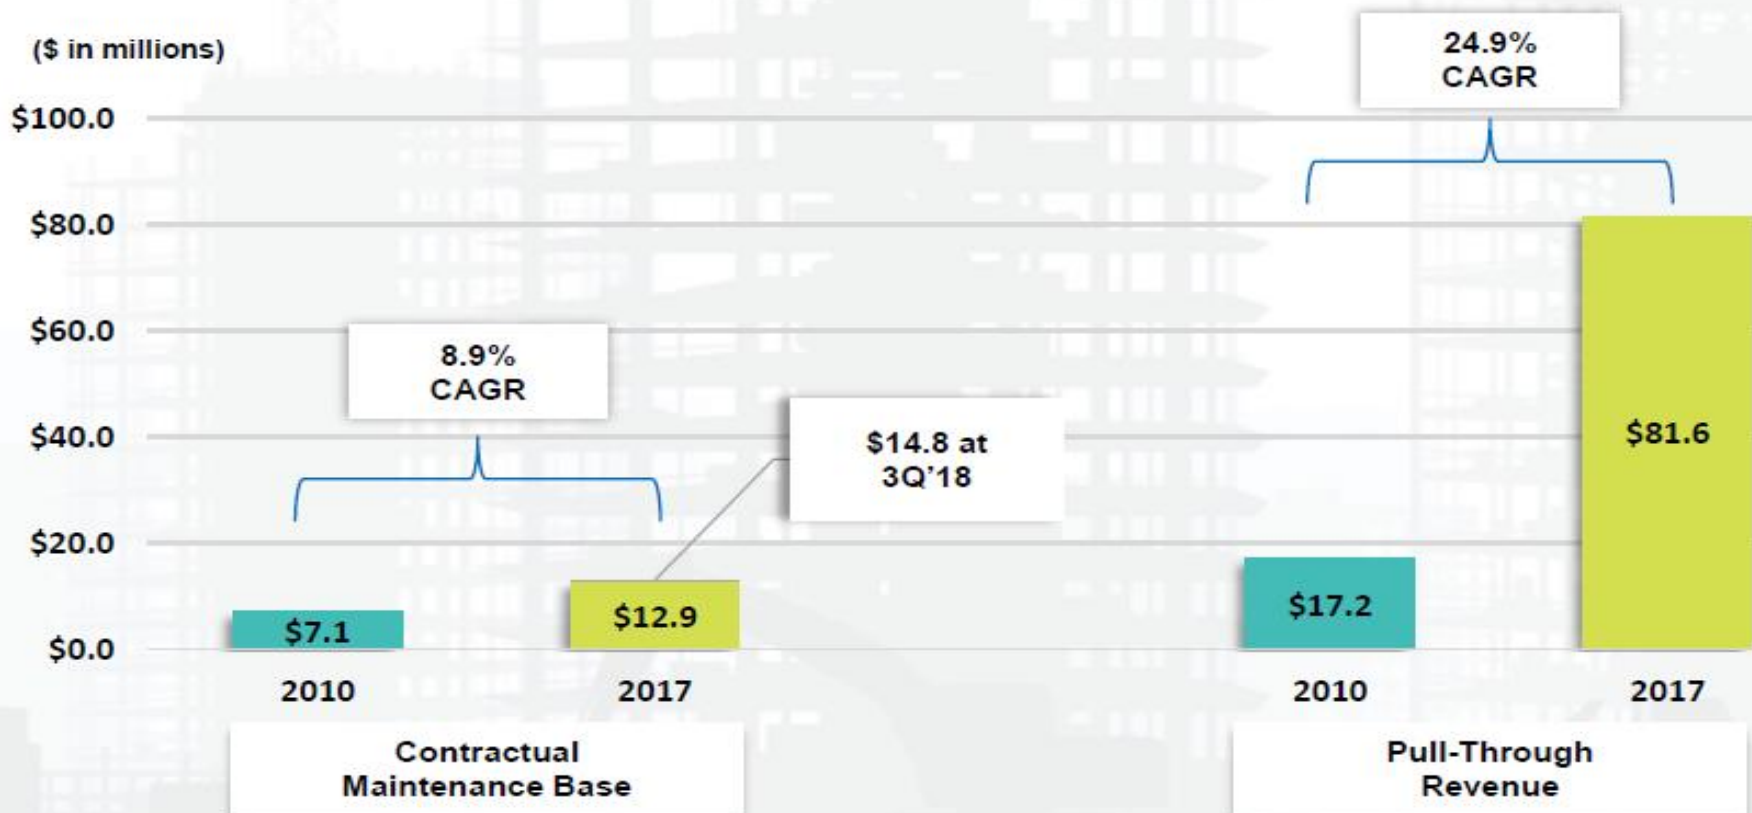 ($ in millions)
24.9%
CAGR
$100.0
$80.0
$60.0
8.9%
CAGR
$40.0
$14.8 at
3Q’18
$81.6
$20.0
$7.1
$12.9
$17.2
$0.0
2010
2017
2010
2017
Contractual
Maintenance Base
Pull-Through
Revenue